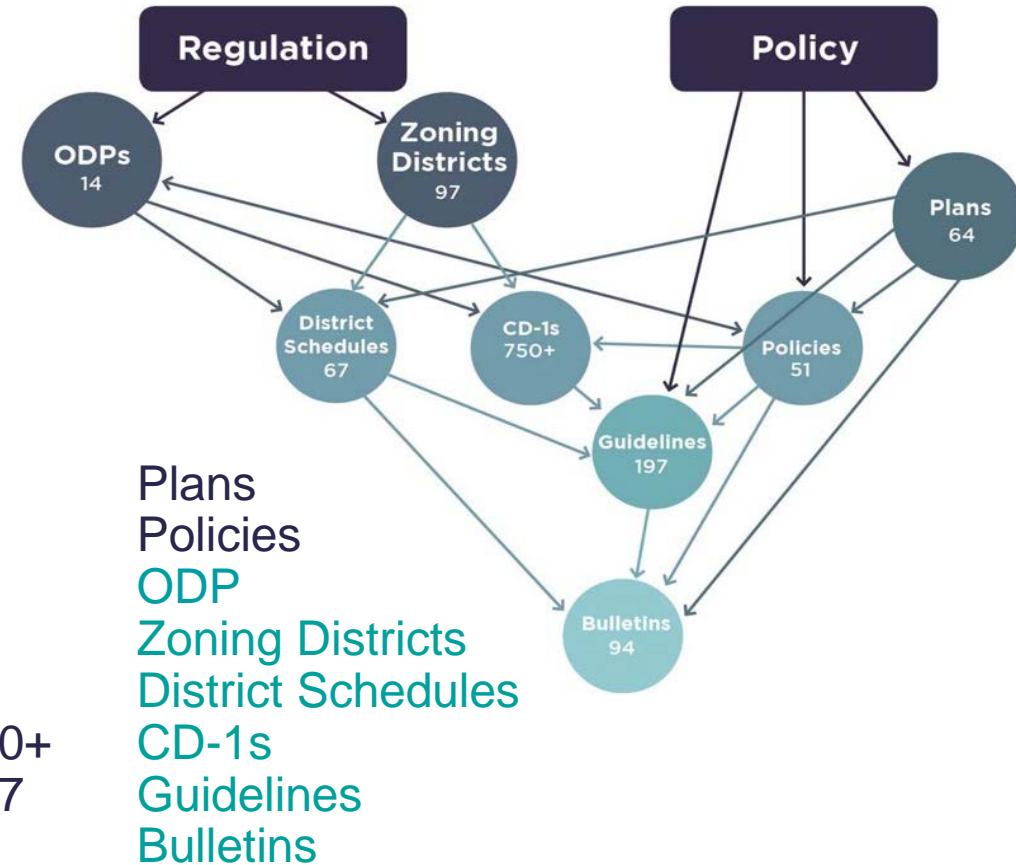 Regulation
Policy
ODPs
14
Zoning
Districts
97
Plans
64
District
Schedules
67
CD-1s
750+
Policies
51
Guidelines
197
Bulletins
94
Plans
Policies
ODP
Zoning Districts
District Schedules
0+ CD-1s
7 Guidelines
Bulletins